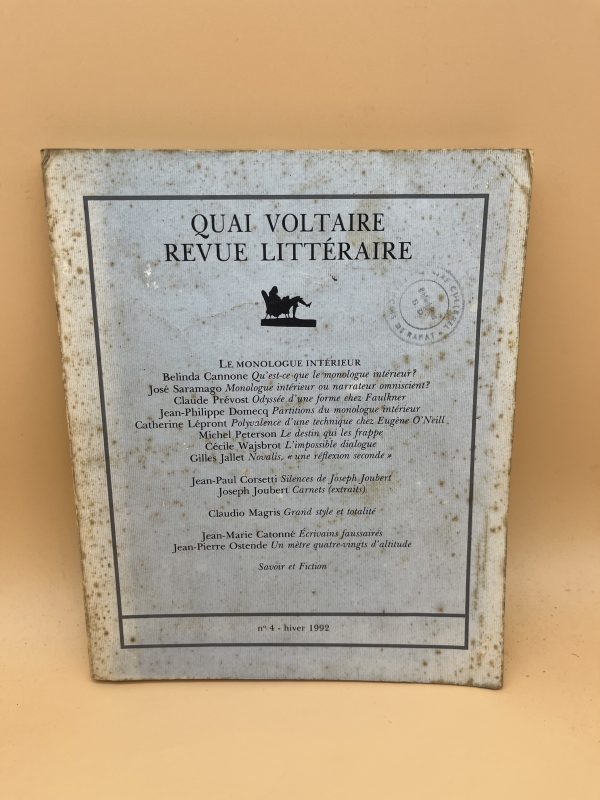 QUAI VOLTAIRE
REVUE LITTÉRAIRE
LE MONOLOGUE INTÉRIEUR
Belinda Cannone Qu'est-ce que le monologue intérieur?
José Saramago Monologue intérieur ou narrateur omniscient?
Claude Prévost Odyssée d'une forme chez Faulkner
Jean-Philippe Domecq Partitions du monologue intérieur
Catherine Lépront Polyvalence d'une technique chez Eugène O'Neill
Michel Peterson Le destin qui les frappe
Cécile Wajsbrot L'impossible dialogue
Gilles Jallet Novalis, « une réflexion seconde »
Jean-Paul Corsetti Silences de Joseph Joubert
Joseph Joubert Carnets (extraits)
Claudio Magris Grand style et totalité
Jean-Marie Catonné Écrivains faussaires
Jean-Pierre Ostende Un mètre quatre-vingts d'altitude
Savoir et Fiction
n° 4 - hiver 1992
DE RABAT